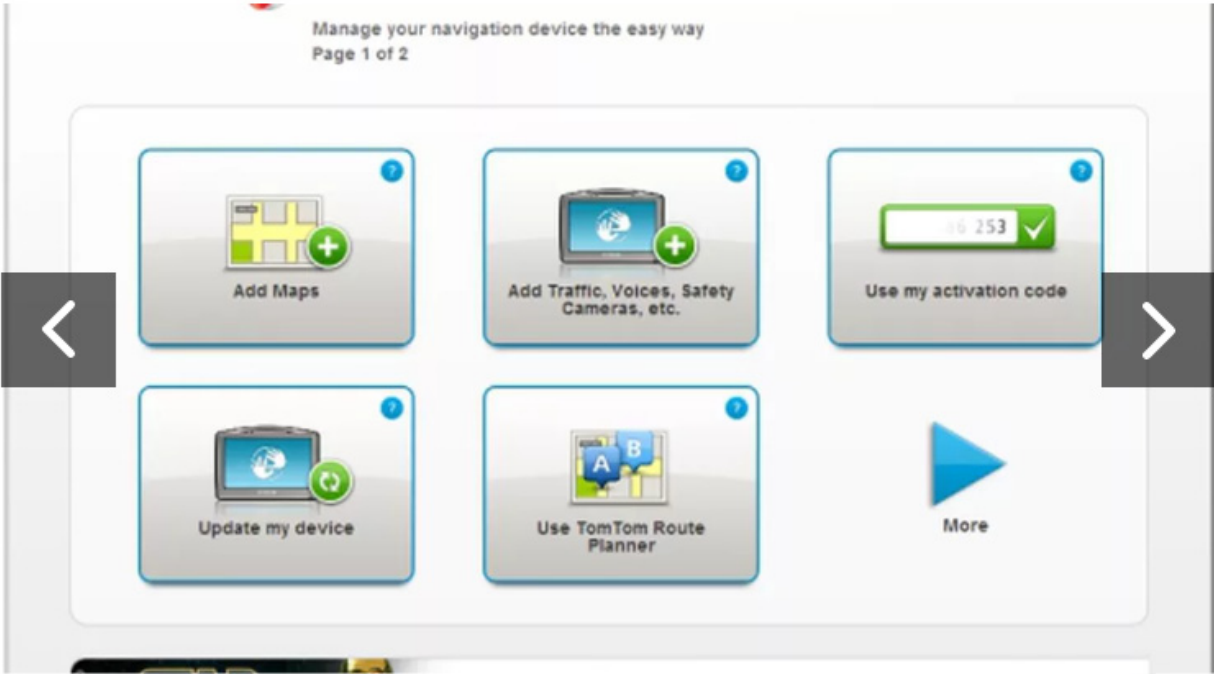 Manage your navigation device the easy way
Page 1 of 2
Add Maps
Add Traffic, Voices, Safety
Cameras, etc.
253
Use my activation code
Update my device
A
B
Use TomTom Route
Planner
More